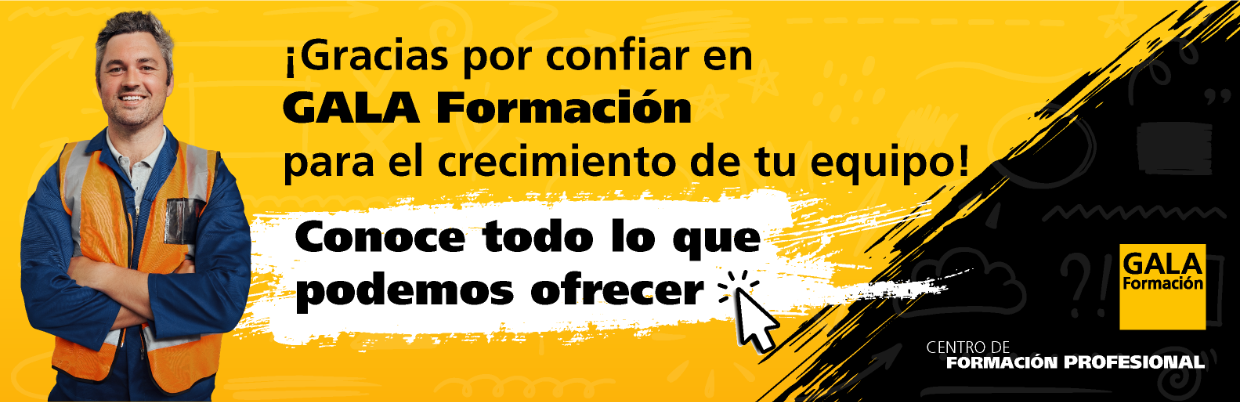 ¡Gracias por confiar en
GALA Formación
para el crecimiento de tu equipo!
Conoce todo lo que
podemos ofrecer
GALA
Formación
CENTRO DE
FORMACIÓN PROFESIONAL